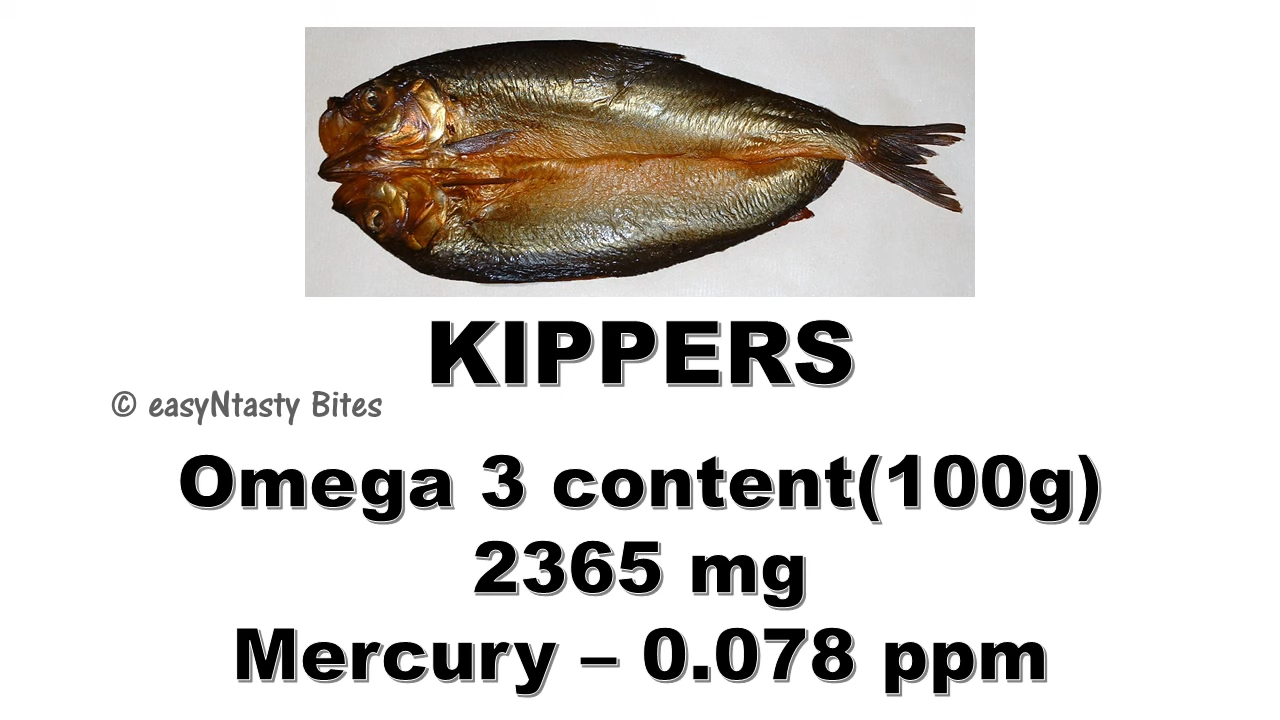 KIPPERS
© easyNtasty Bites
Omega 3 content(100g)
2365 mg
Mercury – 0.078 ppm